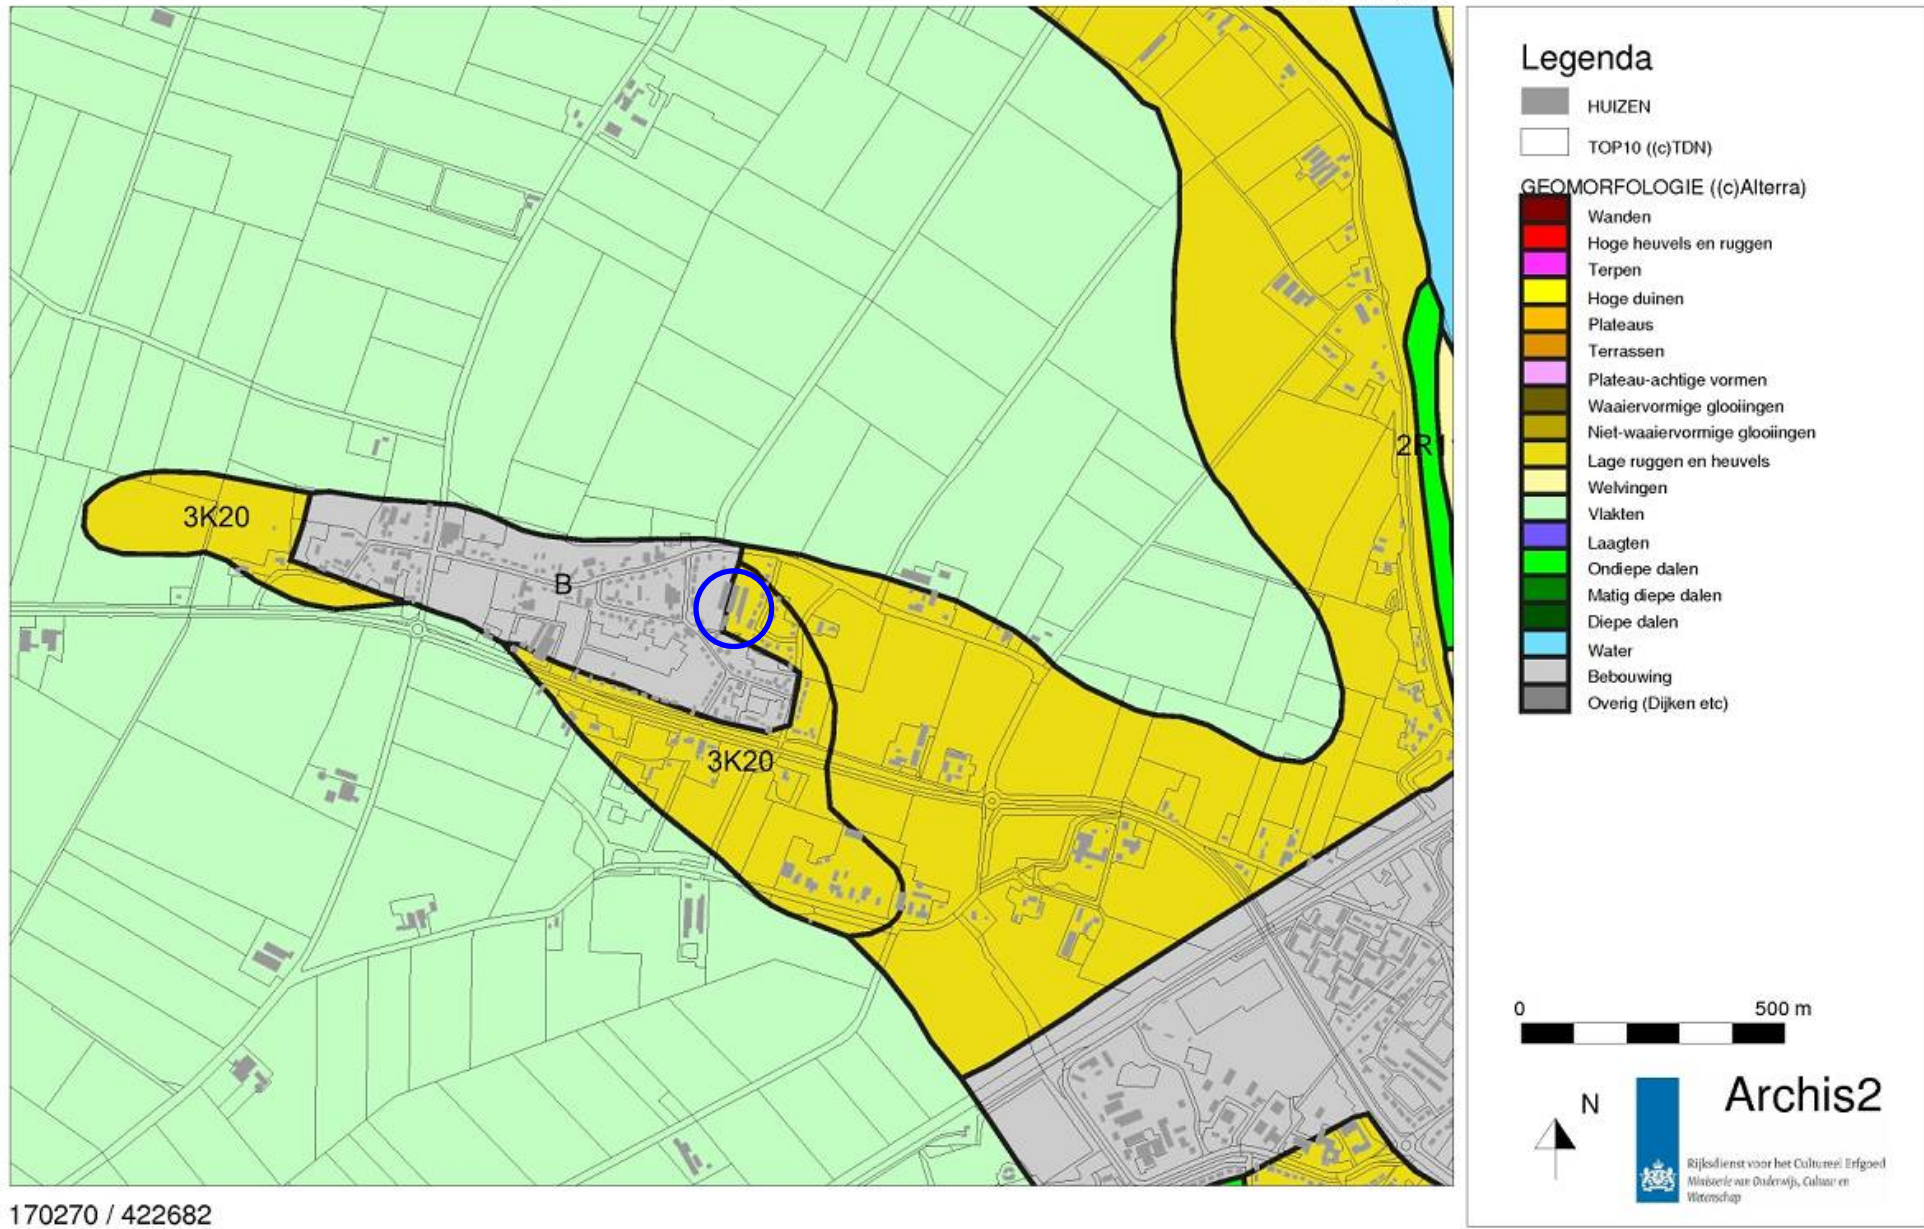 Legenda
HUIZEN
TOP10 ((c)TDN)
GEOMORFOLOGIE ((c)Alterra)
Wanden
Hoge heuvels en ruggen
Terpen
Hoge duinen
Plateaus
Terrassen
Plateau-achtige vormen
Waaiervormige glooiingen
Niet-waaiervormige glooiingen
Lage ruggen en heuvels
Welvingen
Vlakten
Laagten
Ondiepe dalen
Matig diepe dalen
Diepe dalen
Water
Bebouwing
Overig (Dijken etc)
2R1
3K20
B
3K20
0 500 m
N
Archis2
Rijksdienst voor het Cultureel Erfgoed
Ministerie van Onderwijs, Cultuur en
Wetenschap
170270 / 422682